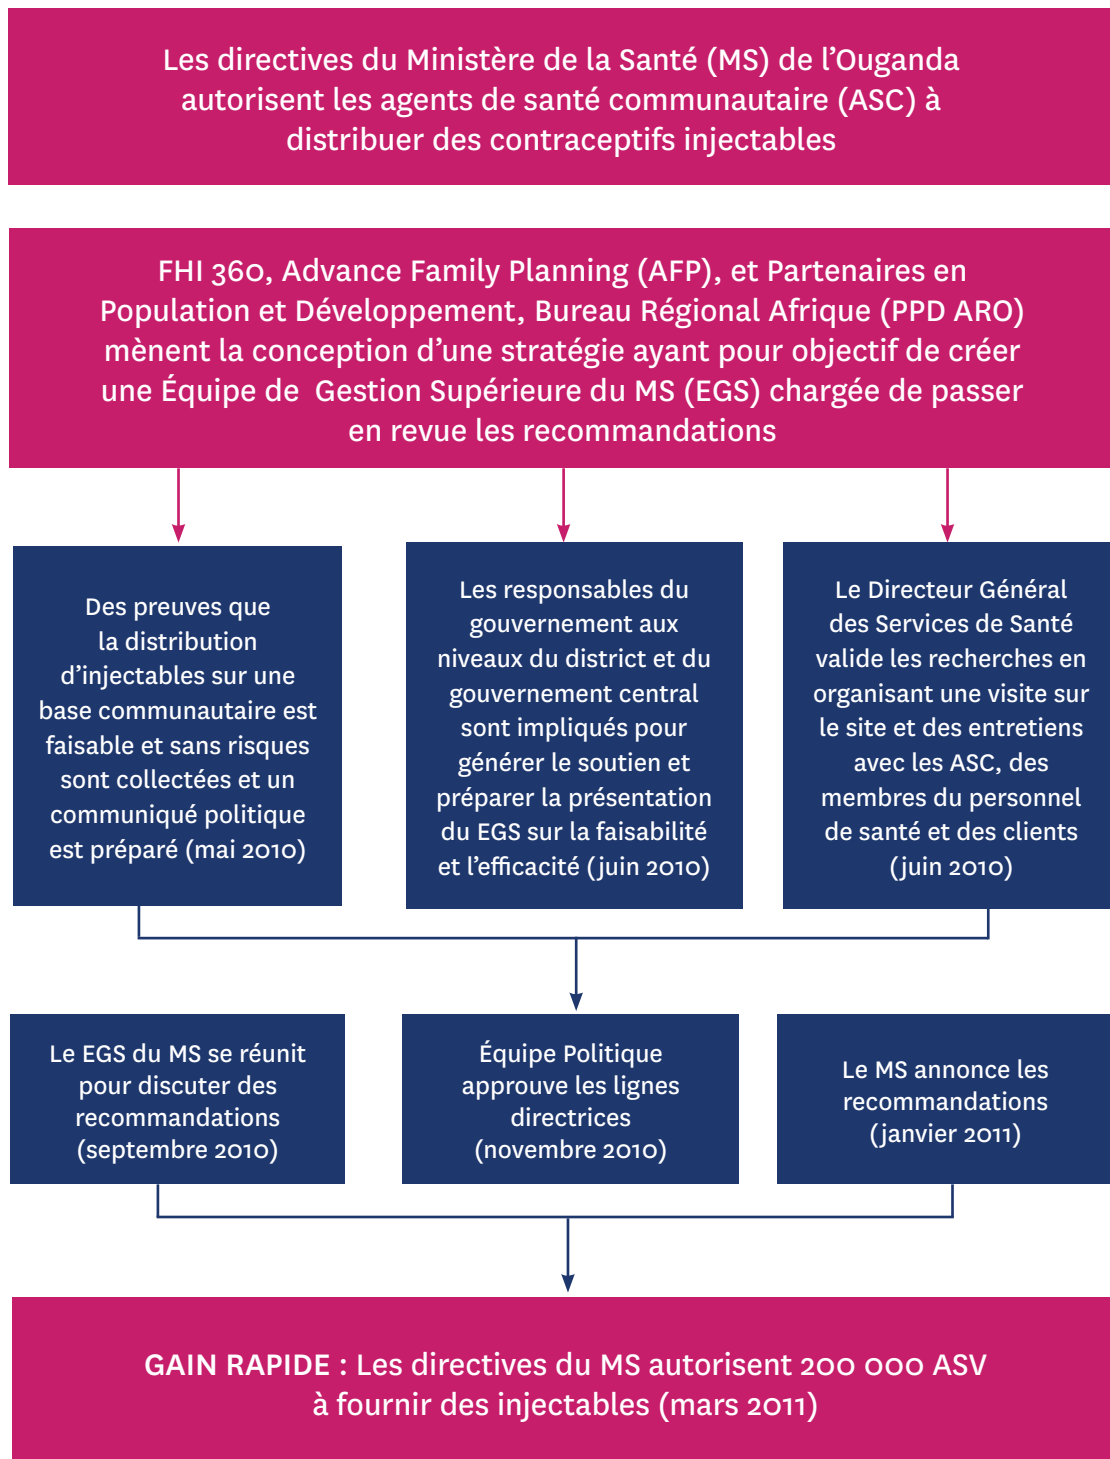 Les directives du Ministère de la Santé (MS) de l’Ouganda
autorisent les agents de santé communautaire (ASC) à
distribuer des contraceptifs injectables
FHI 360, Advance Family Planning (AFP), et Partenaires en
Population et Développement, Bureau Régional Afrique (PPD ARO)
mènent la conception d’une stratégie ayant pour objectif de créer
une Équipe de Gestion Supérieure du MS (EGS) chargée de passer
en revue les recommandations
Des preuves que
la distribution
d’injectables sur une
base communautaire est
faisable et sans risques
sont collectées et un
communiqué politique
est préparé (mai 2010)
Les responsables du
gouvernement aux
niveaux du district et du
gouvernement central
sont impliqués pour
générer le soutien et
préparer la présentation
du EGS sur la faisabilité
et l’efficacité (juin 2010)
Le Directeur Général
des Services de Santé
valide les recherches en
organisant une visite sur
le site et des entretiens
avec les ASC, des
membres du personnel
de santé et des clients
(juin 2010)
Le EGS du MS se réunit
pour discuter des
recommandations
(septembre 2010)
Équipe Politique
approuve les lignes
directrices
(novembre 2010)
Le MS annonce les
recommandations
(janvier 2011)
GAIN RAPIDE : Les directives du MS autorisent 200 000 ASV
à fournir des injectables (mars 2011)